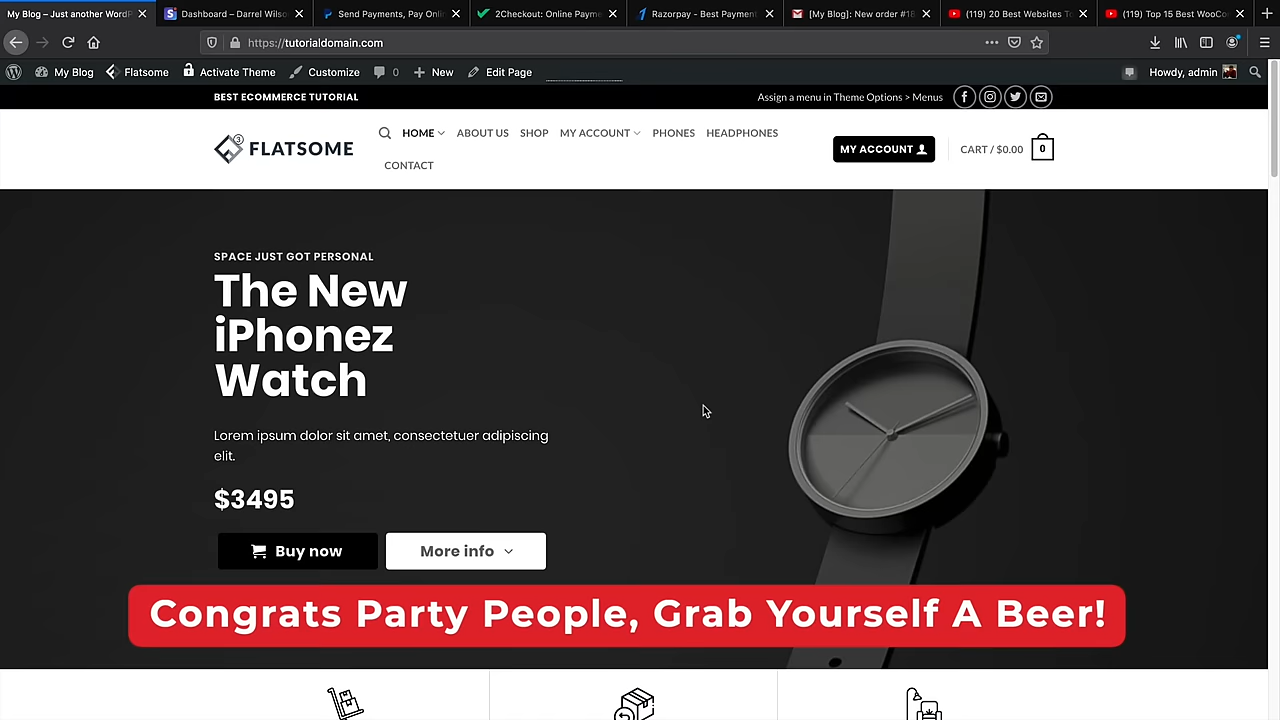 My Blog – Just another WordP
Dashboard – Darrel Wilso
Send Payments, Pay Onli
2Checkout: Online Payme
Razorpay - Best Payment
[My Blog]: New order #18
(119) 20 Best Websites To
(119) Top 15 Best WooCo
https://tutorialdomain.com
My Blog
Flatsome
Activate Theme
Customize
0
New
Edit Page
Howdy, admin
BEST ECOMMERCE TUTORIAL
Assign a menu in Theme Options > Menus
FLATSOME
3
HOME
ABOUT US
SHOP
MY ACCOUNT
PHONES
HEADPHONES
CONTACT
MY ACCOUNT
CART / $0.00
0
SPACE JUST GOT PERSONAL
The New
iPhonez
Watch
Lorem ipsum dolor sit amet, consectetuer adipiscing
elit.
$3495
Buy now
More info
Congrats Party People, Grab Yourself A Beer!